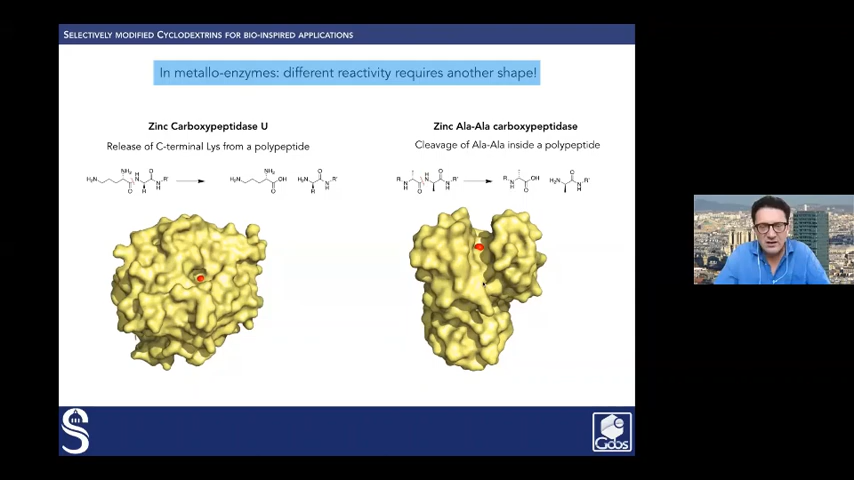 SELECTIVELY MODIFIED CYCLODEXTRINS FOR BIO-INSPIRED APPLICATIONS
In metallo-enzymes: different reactivity requires another shape!
Zinc Carboxypeptidase U
Release of C-terminal Lys from a polypeptide
Zinc Ala-Ala carboxypeptidase
Cleavage of Ala-Ala inside a polypeptide